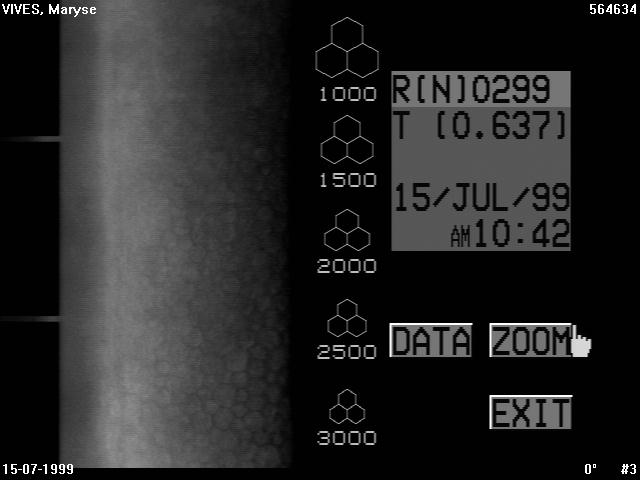 VIVES, Maryse
564634
1000
1500
2000
2500
3000
R[N]0299
T [0.637]
15/JUL/99
AM10:42
DATA
ZOOM
EXIT
15-07-1999
0°
#3